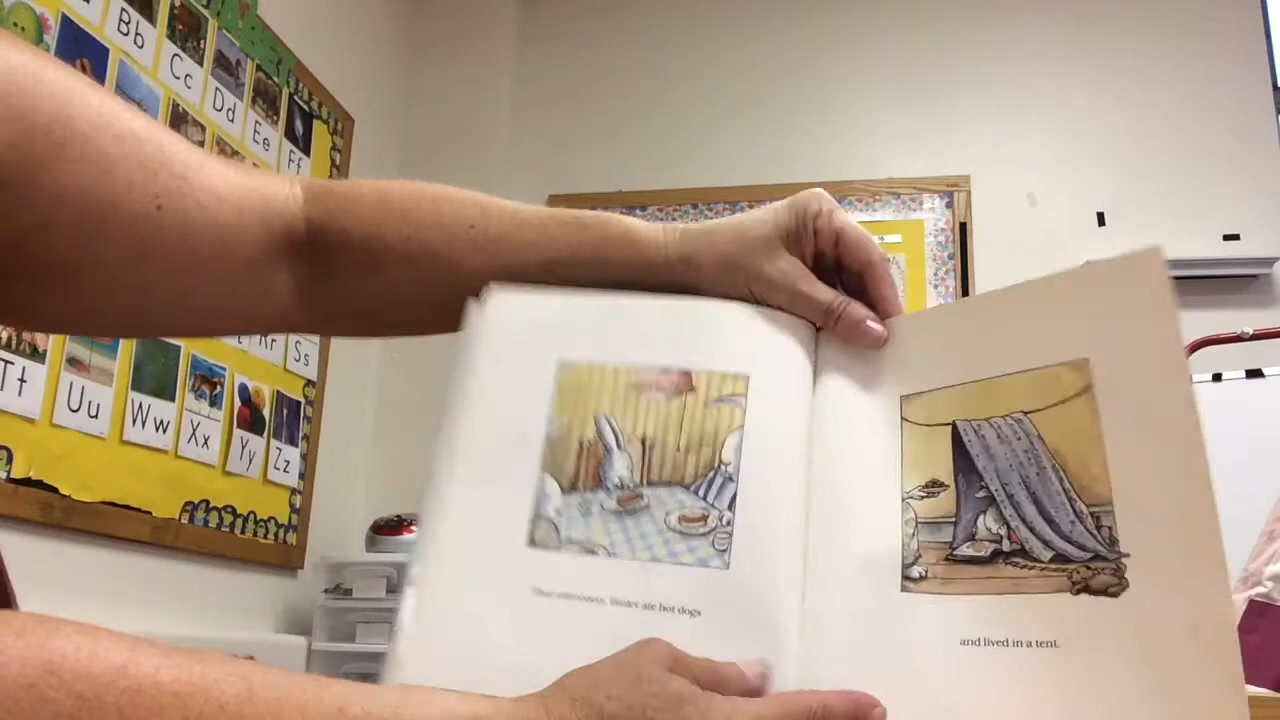 Bb
Cc
Dd
Ee
Ff
Rr
Ss
Tt
Uu
Ww
Xx
Yy
Zz
ate hot dogs
and lived in a tent.